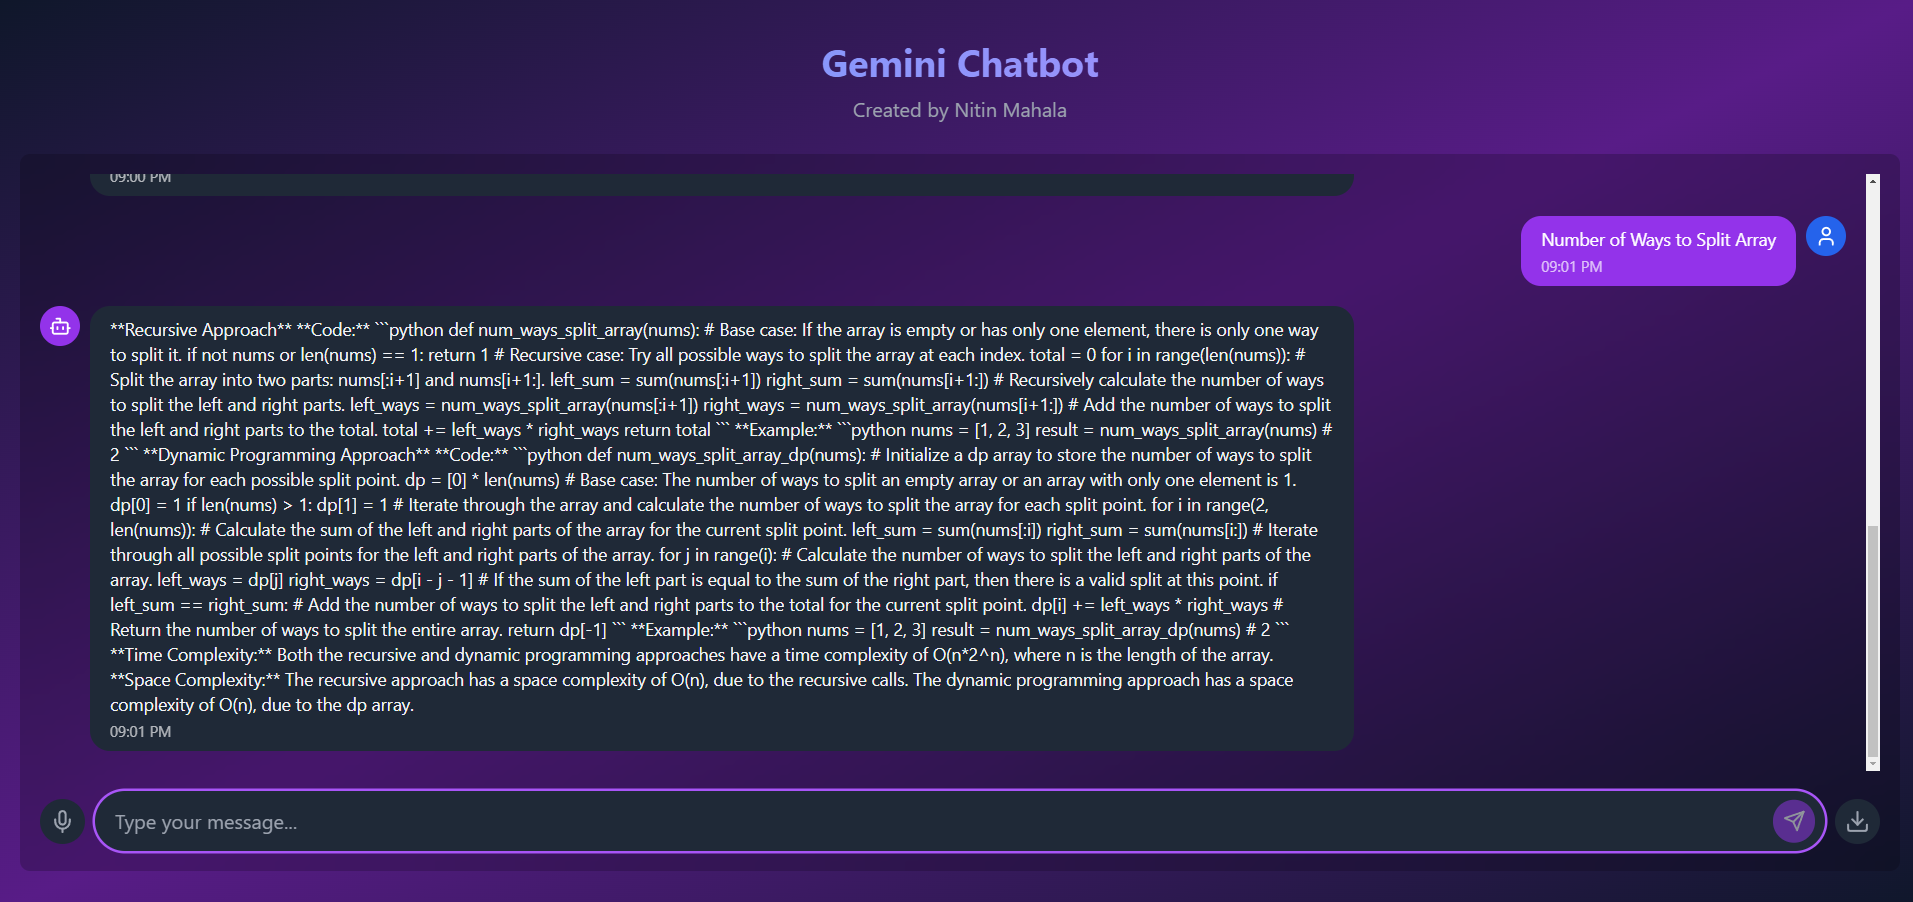 Gemini Chatbot
Created by Nitin Mahala
09:00 PM
Number of Ways to Split Array
09:01 PM
**Recursive Approach** **Code:** ```python def num_ways_split_array(nums): # Base case: If the array is empty or has only one element, there is only one way
to split it. if not nums or len(nums) == 1: return 1 # Recursive case: Try all possible ways to split the array at each index. total = 0 for i in range(len(nums)): #
Split the array into two parts: nums[:i+1] and nums[i+1:]. left_sum = sum(nums[:i+1]) right_sum = sum(nums[i+1:]) # Recursively calculate the number of ways
to split the left and right parts. left_ways = num_ways_split_array(nums[:i+1]) right_ways = num_ways_split_array(nums[i+1:]) # Add the number of ways to split
the left and right parts to the total. total += left_ways * right_ways return total ``` **Example:** ```python nums = [1, 2, 3] result = num_ways_split_array(nums) #
2 ``` **Dynamic Programming Approach** **Code:** ```python def num_ways_split_array_dp(nums): # Initialize a dp array to store the number of ways to split
the array for each possible split point. dp = [0] * len(nums) # Base case: The number of ways to split an empty array or an array with only one element is 1.
dp[0] = 1 if len(nums) > 1: dp[1] = 1 # Iterate through the array and calculate the number of ways to split the array for each split point. for i in range(2,
len(nums)): # Calculate the sum of the left and right parts of the array for the current split point. left_sum = sum(nums[:i]) right_sum = sum(nums[i:]) # Iterate
through all possible split points for the left and right parts of the array. for j in range(i): # Calculate the number of ways to split the left and right parts of the
array. left_ways = dp[j] right_ways = dp[i - j - 1] # If the sum of the left part is equal to the sum of the right part, then there is a valid split at this point. if
left_sum == right_sum: # Add the number of ways to split the left and right parts to the total for the current split point. dp[i] += left_ways * right_ways #
Return the number of ways to split the entire array. return dp[-1] ``` **Example:** ```python nums = [1, 2, 3] result = num_ways_split_array_dp(nums) # 2 ```
**Time Complexity:** Both the recursive and dynamic programming approaches have a time complexity of O(n*2^n), where n is the length of the array.
**Space Complexity:** The recursive approach has a space complexity of O(n), due to the recursive calls. The dynamic programming approach has a space
complexity of O(n), due to the dp array.
09:01 PM
Type your message...